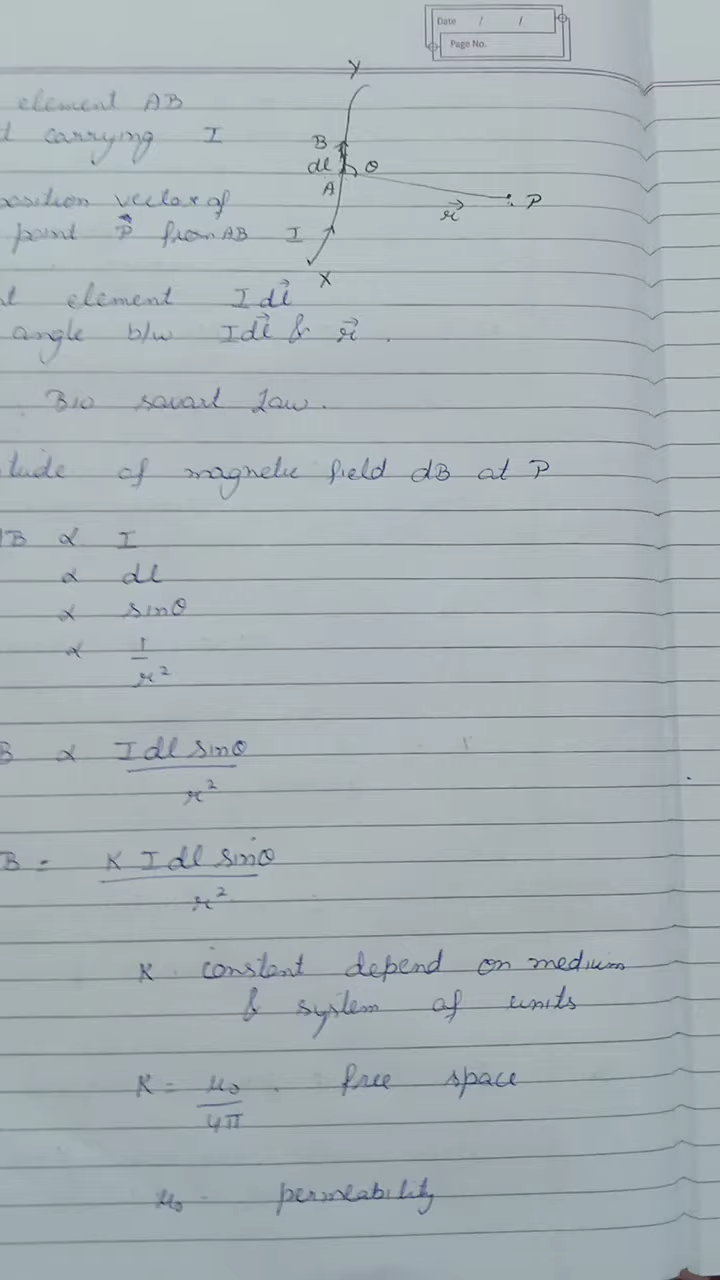 Date / /
Page No.
Y
element AB
carrying I
B
dl θ
A
position vector of
r⃗ P
point P⃗ from AB I
X
element Idl⃗
angle b/w Idl⃗ & r⃗.
Bio savart Law.
of magnetic field dB at P
B ∝ I
∝ dl
∝ sinθ
∝ 1/r²
B ∝ I dl sinθ / r²
B = K I dl sinθ / r²
K. constant depend on medium
& system of units
K = μ₀/4π. free space
μ₀ - permeability